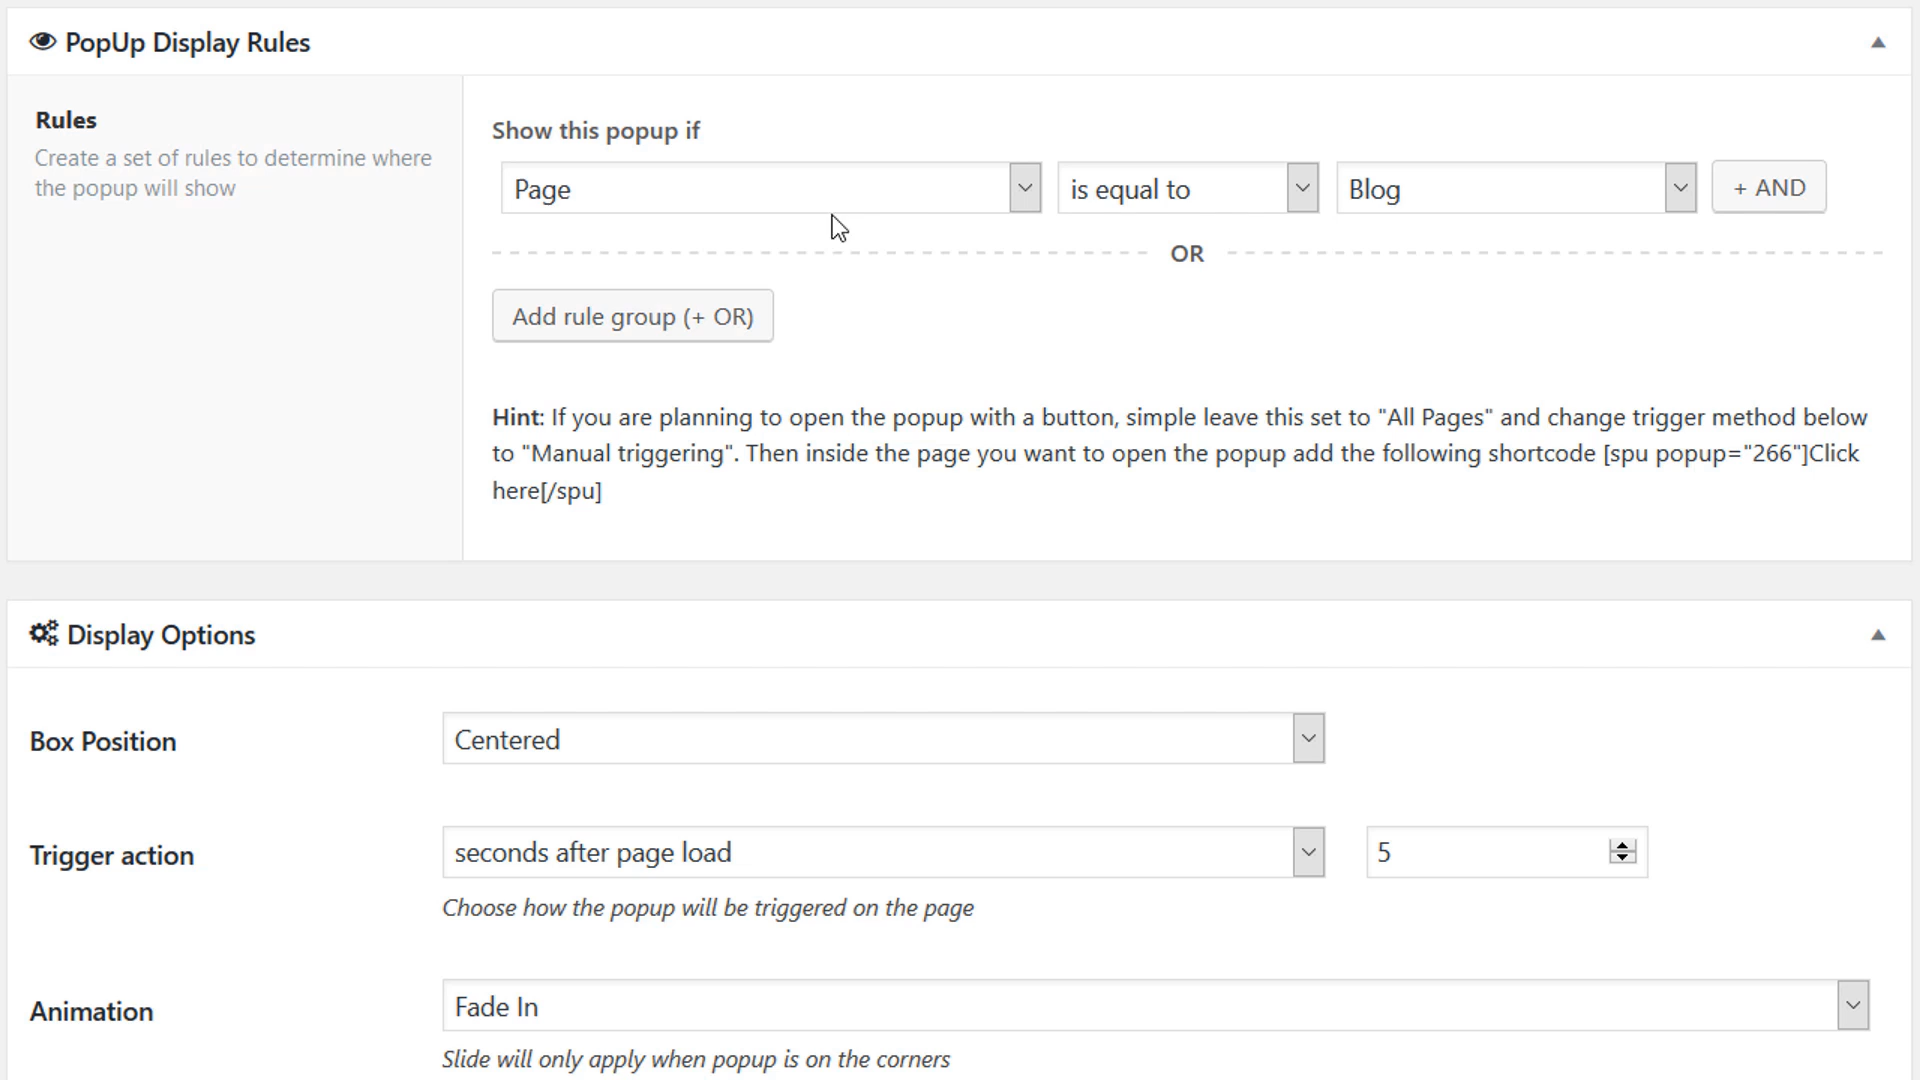 PopUp Display Rules
Rules
Create a set of rules to determine where
the popup will show
Show this popup if
Page
is equal to
Blog
+ AND
OR
Add rule group (+ OR)
Hint: If you are planning to open the popup with a button, simple leave this set to "All Pages" and change trigger method below
to "Manual triggering". Then inside the page you want to open the popup add the following shortcode [spu popup="266"]Click
here[/spu]
Display Options
Box Position
Centered
Trigger action
seconds after page load
5
Choose how the popup will be triggered on the page
Animation
Fade In
Slide will only apply when popup is on the corners